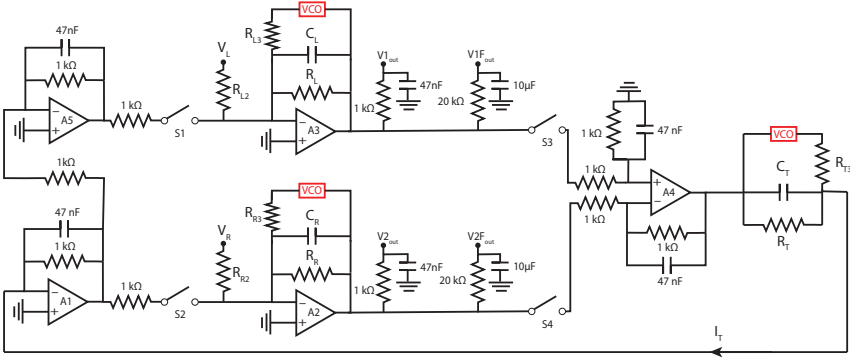 47nF
1 kΩ
A5
1 kΩ
S1
V_L
R_L2
VCO
R_L3
C_L
R_L
A3
V1_out
47nF
1 kΩ
V1F_out
10µF
20 kΩ
S3
1kΩ
47 nF
1 kΩ
A1
1 kΩ
S2
V_R
R_R2
VCO
R_R3
C_R
R_R
A2
V2_out
47nF
1 kΩ
V2F_out
10µF
20 kΩ
S4
1 kΩ
47 nF
1 kΩ
1 kΩ
A4
1 kΩ
47 nF
VCO
R_T3
C_T
R_T
I_T